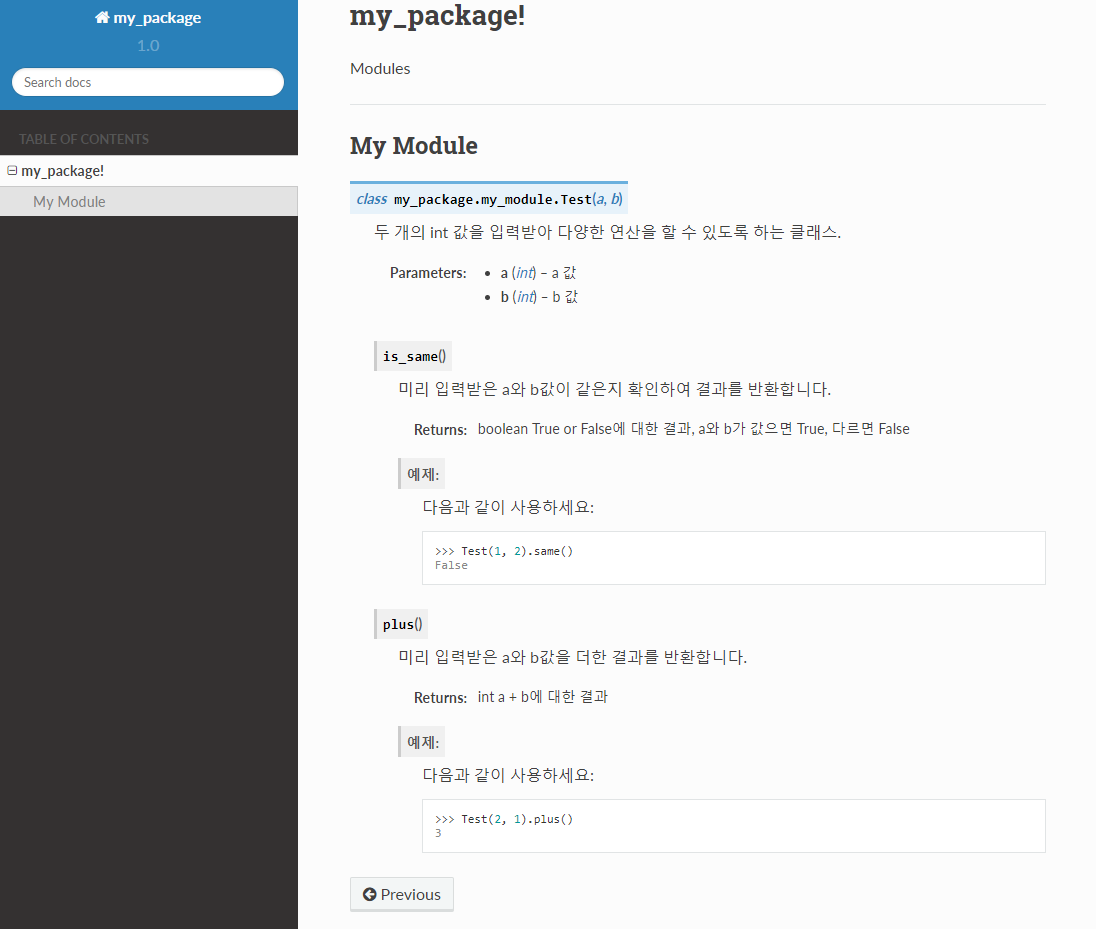 my_package
1.0
Search docs
TABLE OF CONTENTS
my_package!
My Module
my_package!
Modules
My Module
class my_package.my_module.Test(a, b)
두 개의 int 값을 입력받아 다양한 연산을 할 수 있도록 하는 클래스.
Parameters: • a (int) – a 값
• b (int) – b 값
is_same()
미리 입력받은 a와 b값이 같은지 확인하여 결과를 반환합니다.
Returns: boolean True or False에 대한 결과, a와 b가 값으면 True, 다르면 False
예제:
다음과 같이 사용하세요:
>>> Test(1, 2).same()
False
plus()
미리 입력받은 a와 b값을 더한 결과를 반환합니다.
Returns: int a + b에 대한 결과
예제:
다음과 같이 사용하세요:
>>> Test(2, 1).plus()
3
Previous